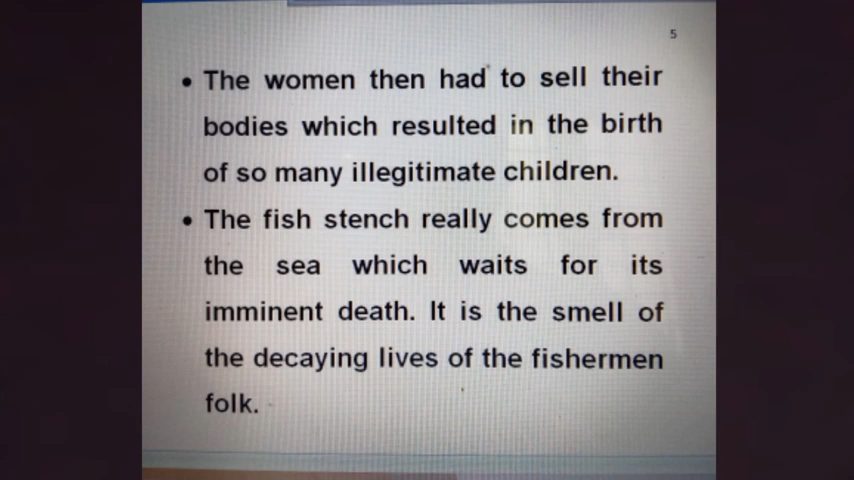 5
• The women then had to sell their
bodies which resulted in the birth
of so many illegitimate children.
• The fish stench really comes from
the sea which waits for its
imminent death. It is the smell of
the decaying lives of the fishermen
folk.